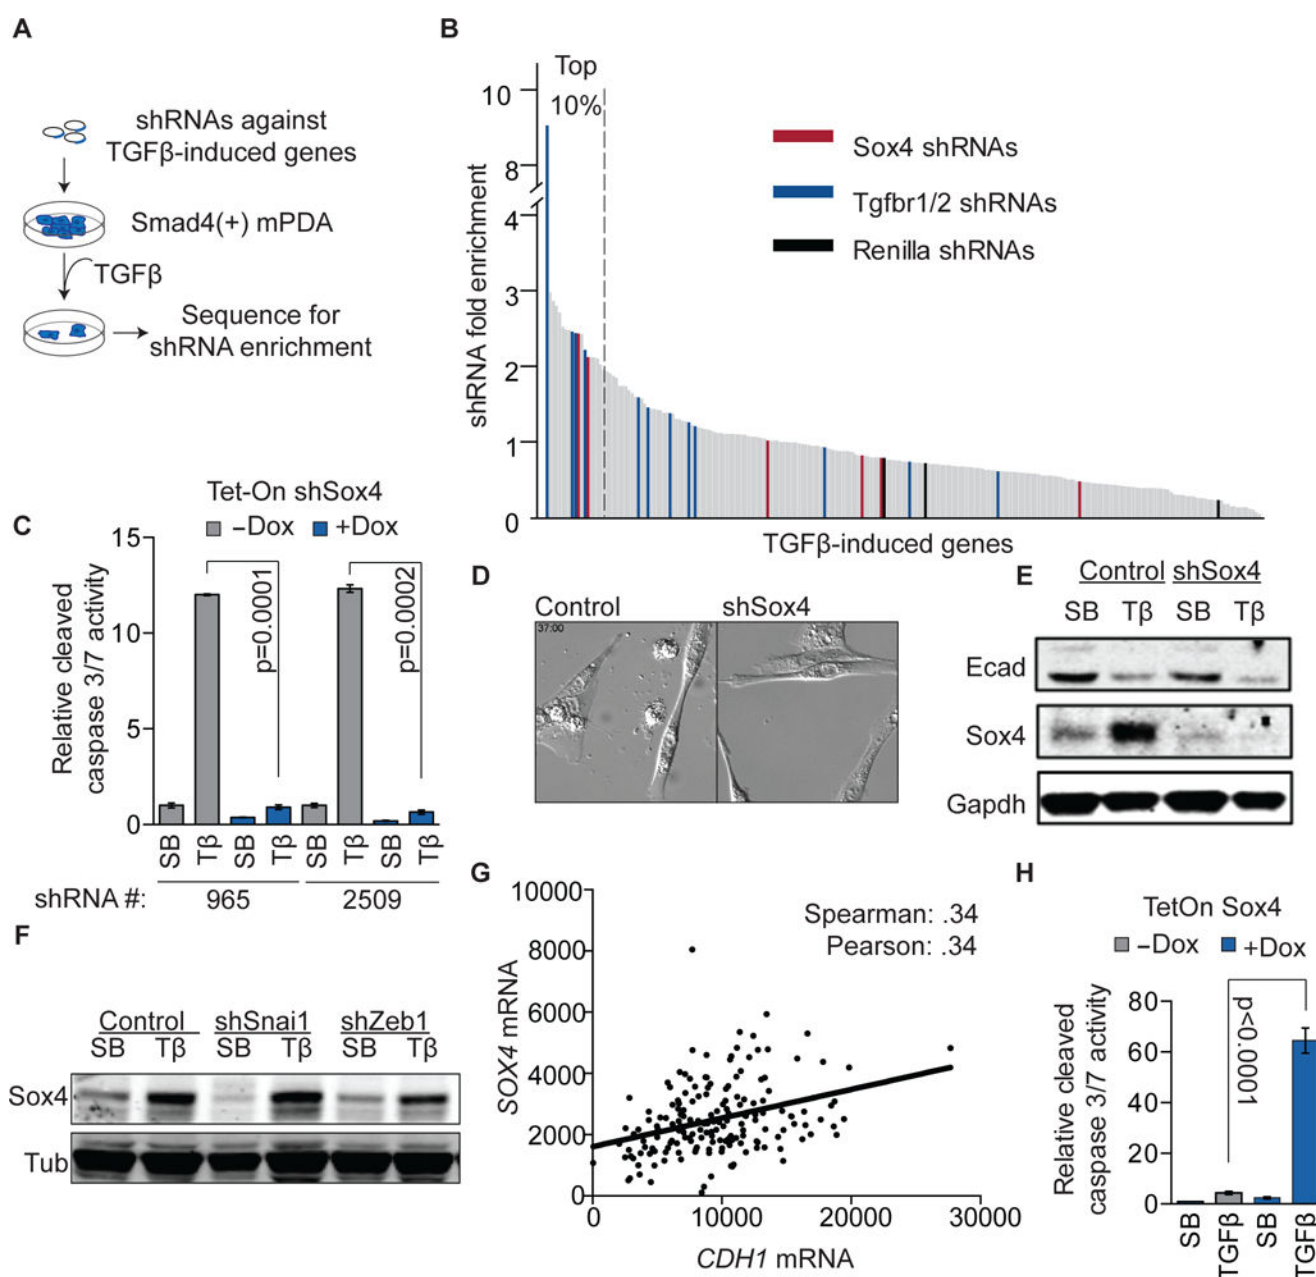 A
shRNAs against
TGFβ-induced genes
Smad4(+) mPDA
TGFβ
Sequence for
shRNA enrichment
B
shRNA fold enrichment
10
8
4
3
2
1
0
Top
10%
Sox4 shRNAs
Tgfbr1/2 shRNAs
Renilla shRNAs
TGFβ-induced genes
C
Tet-On shSox4
–Dox
+Dox
Relative cleaved
caspase 3/7 activity
15
10
5
0
p=0.0001
p=0.0002
SB
Tβ
SB
Tβ
SB
Tβ
SB
Tβ
shRNA #:
965
2509
D
Control
shSox4
37:00
E
Control
shSox4
SB
Tβ
SB
Tβ
Ecad
Sox4
Gapdh
F
Control
shSnai1
shZeb1
SB
Tβ
SB
Tβ
SB
Tβ
Sox4
Tub
G
SOX4 mRNA
10000
8000
6000
4000
2000
0
Spearman: .34
Pearson: .34
0
10000
20000
30000
CDH1 mRNA
H
TetOn Sox4
–Dox
+Dox
Relative cleaved
caspase 3/7 activity
80
60
40
20
0
p<0.0001
SB
TGFβ
SB
TGFβ